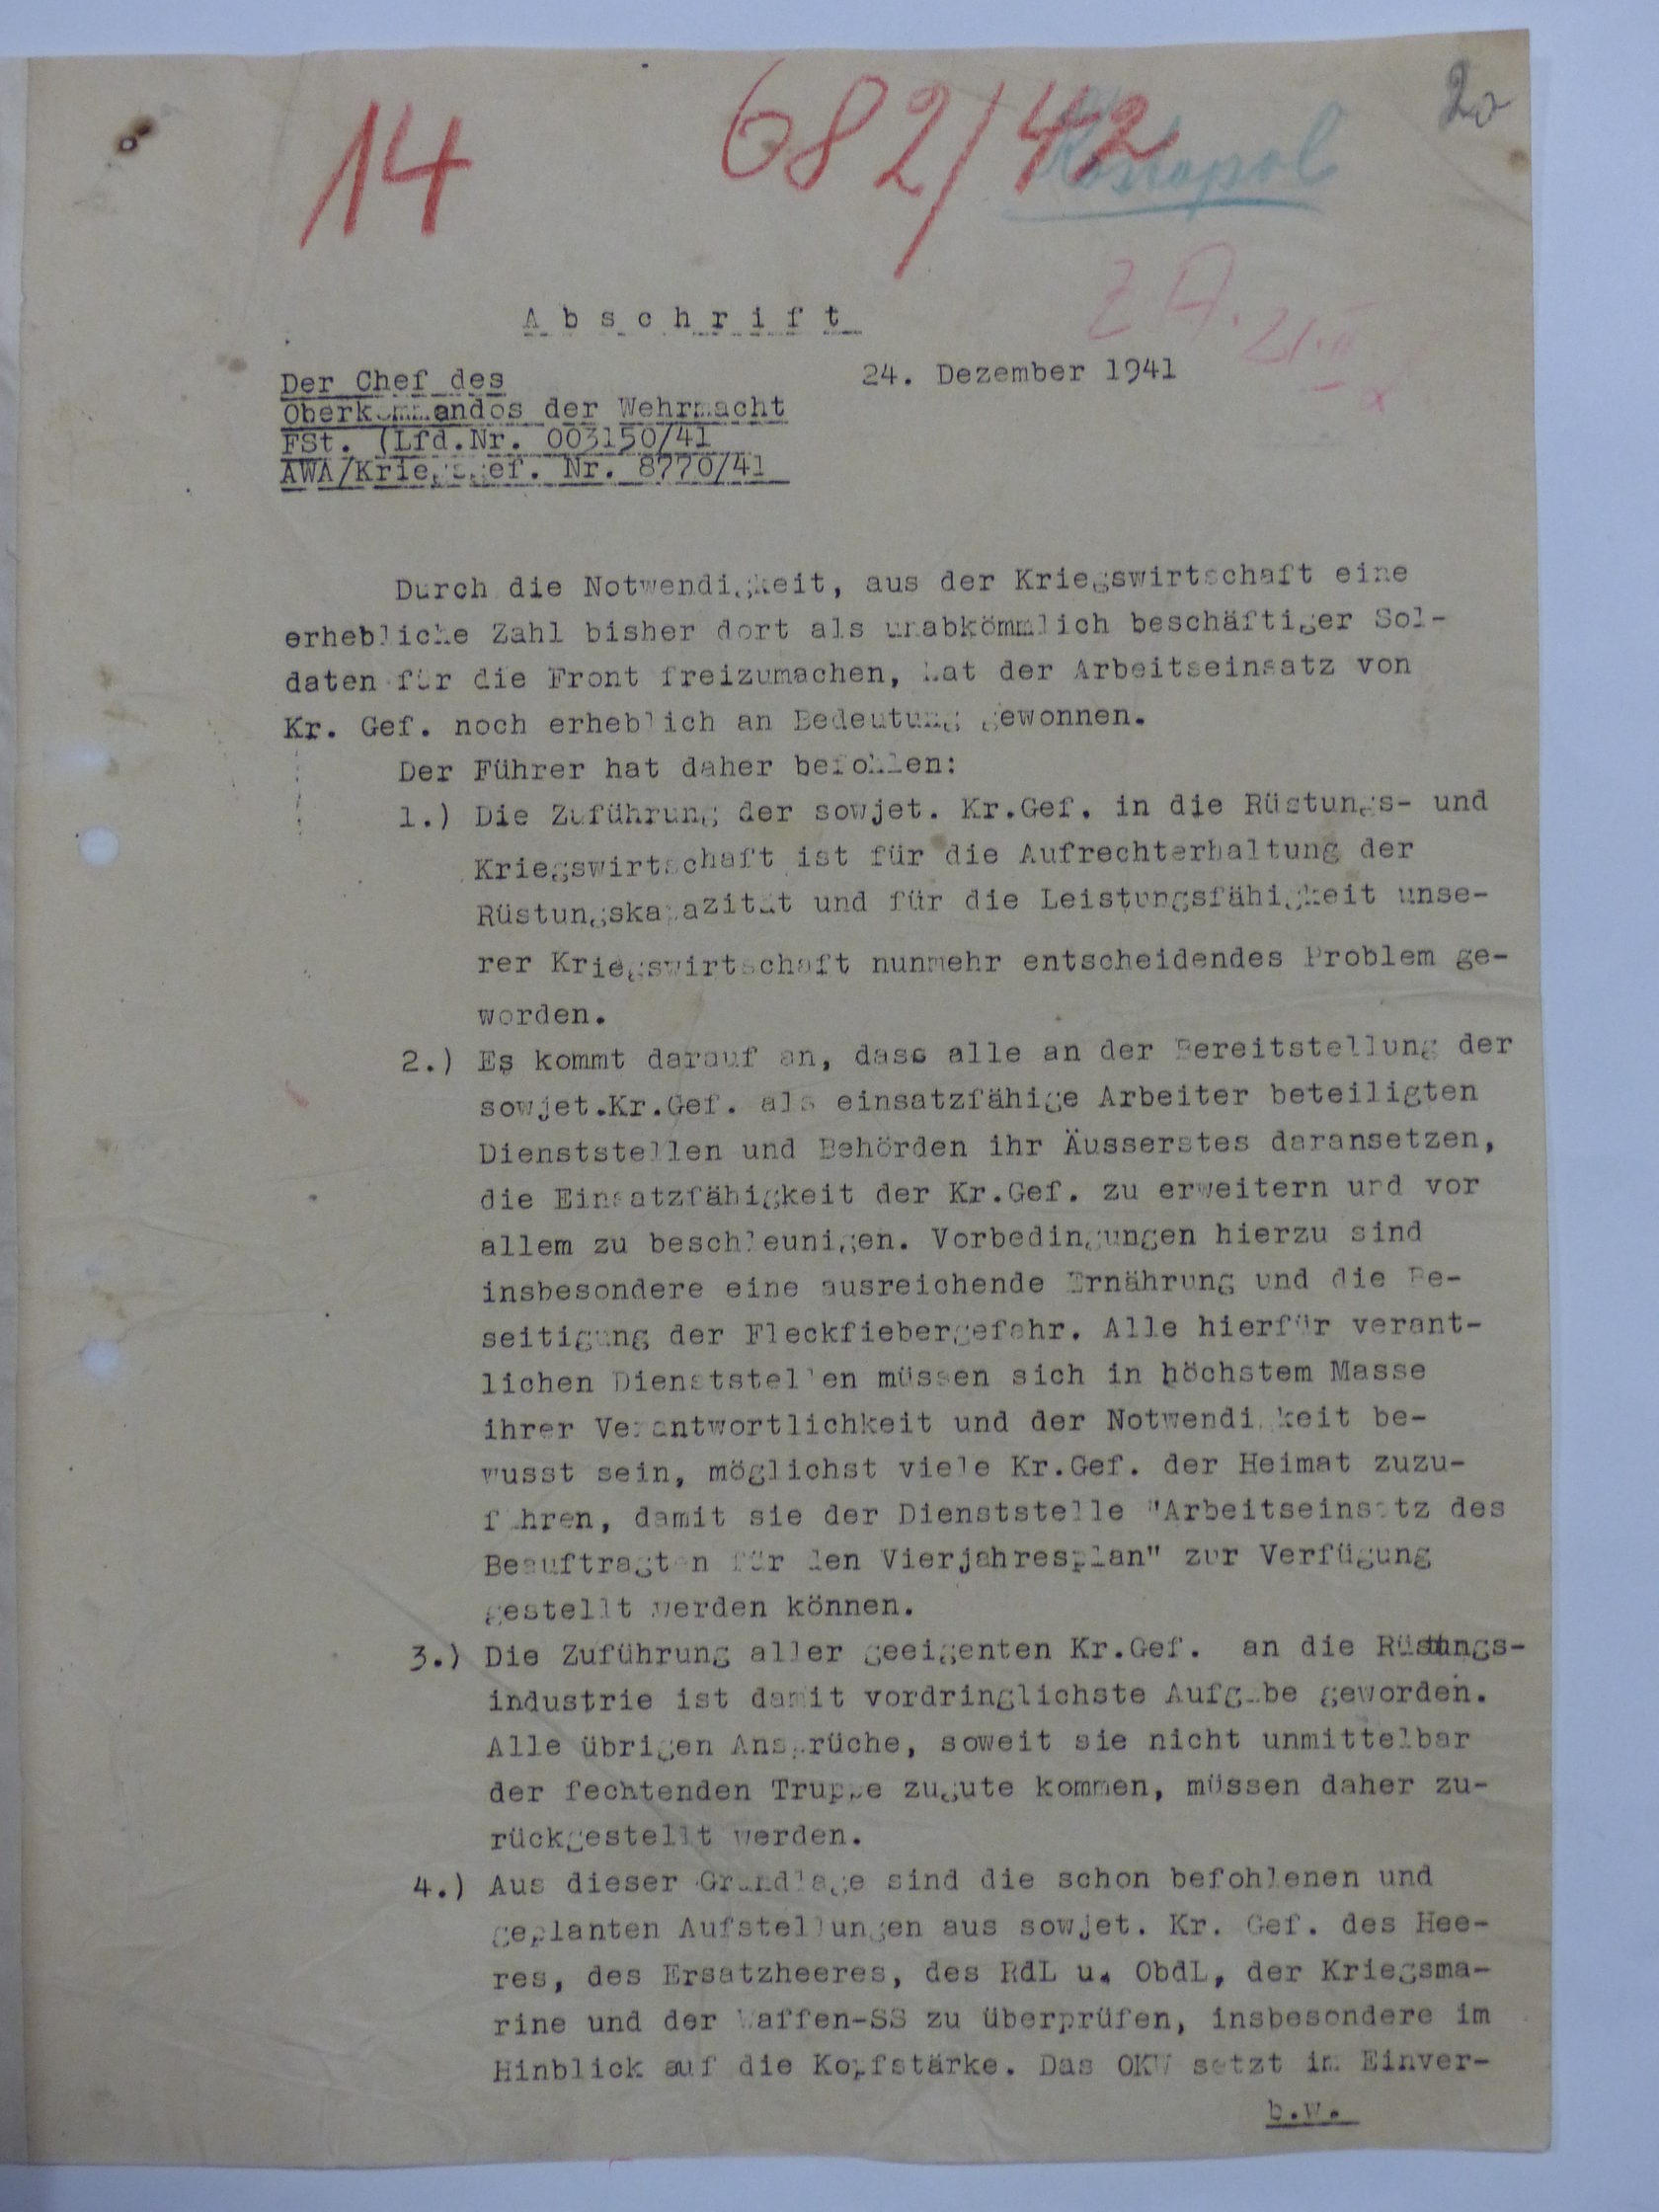 14 682/42 20
Abschrift
Der Chef des 24. Dezember 1941
Oberkommandos der Wehrmacht
FSt. (Lfd.Nr. 003150/41
AWA/Kriegsgef. Nr. 8770/41
Durch die Notwendigkeit, aus der Kriegswirtschaft eine
erhebliche Zahl bisher dort als unabkömmlich beschäftiger Sol-
daten für die Front freizumachen, hat der Arbeitseinsatz von
Kr. Gef. noch erheblich an Bedeutung gewonnen.
Der Führer hat daher befohlen:
1.) Die Zuführung der sowjet. Kr.Gef. in die Rüstungs- und
Kriegswirtschaft ist für die Aufrechterhaltung der
Rüstungskapazität und für die Leistungsfähigkeit unse-
rer Kriegswirtschaft nunmehr entscheidendes Problem ge-
worden.
2.) Es kommt darauf an, dass alle an der Bereitstellung der
sowjet.Kr.Gef. als einsatzfähige Arbeiter beteiligten
Dienststellen und Behörden ihr Äusserstes daransetzen,
die Einsatzfähigkeit der Kr.Gef. zu erweitern und vor
allem zu beschleunigen. Vorbedingungen hierzu sind
insbesondere eine ausreichende Ernährung und die Be-
seitigung der Fleckfiebergefahr. Alle hierfür verant-
lichen Dienststellen müssen sich in höchstem Masse
ihrer Verantwortlichkeit und der Notwendigkeit be-
wusst sein, möglichst viele Kr.Gef. der Heimat zuzu-
führen, damit sie der Dienststelle "Arbeitseinsatz des
Beauftragten für den Vierjahresplan" zur Verfügung
gestellt werden können.
3.) Die Zuführung aller geeigenten Kr.Gef. an die Rüstungs-
industrie ist damit vordringlichste Aufgabe geworden.
Alle übrigen Ansprüche, soweit sie nicht unmittelbar
der fechtenden Truppe zugute kommen, müssen daher zu-
rückgestellt werden.
4.) Aus dieser Grundlage sind die schon befohlenen und
geplanten Aufstellungen aus sowjet. Kr. Gef. des Hee-
res, des Ersatzheeres, des RdL u. ObdL, der Kriegsma-
rine und der Waffen-SS zu überprüfen, insbesondere im
Hinblick auf die Kopfstärke. Das OKW setzt im Einver-
b.w.